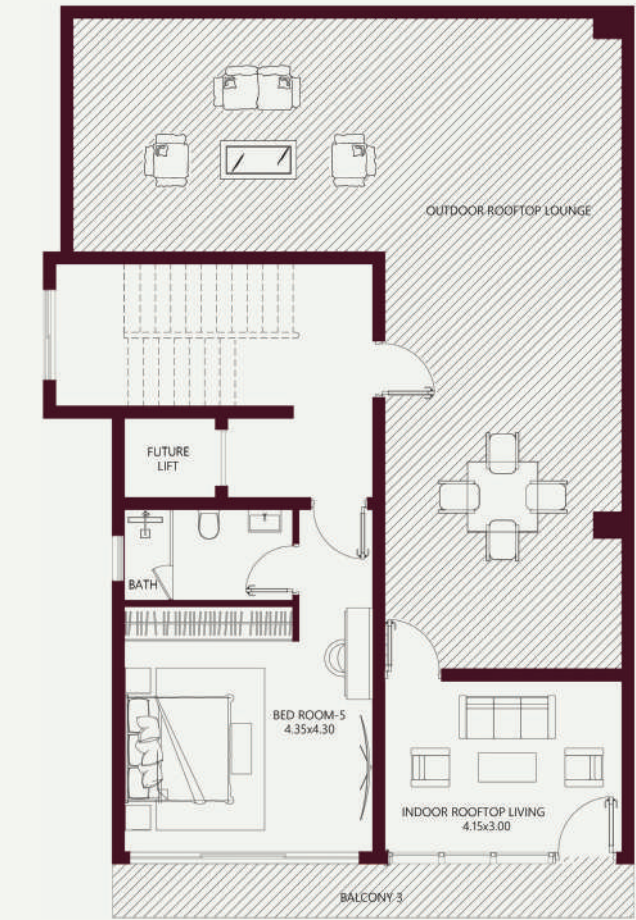 OUTDOOR ROOFTOP LOUNGE
FUTURE
LIFT
BATH
BED ROOM-5
4.35x4.30
INDOOR ROOFTOP LIVING
4.15x3.00
BALCONY 3